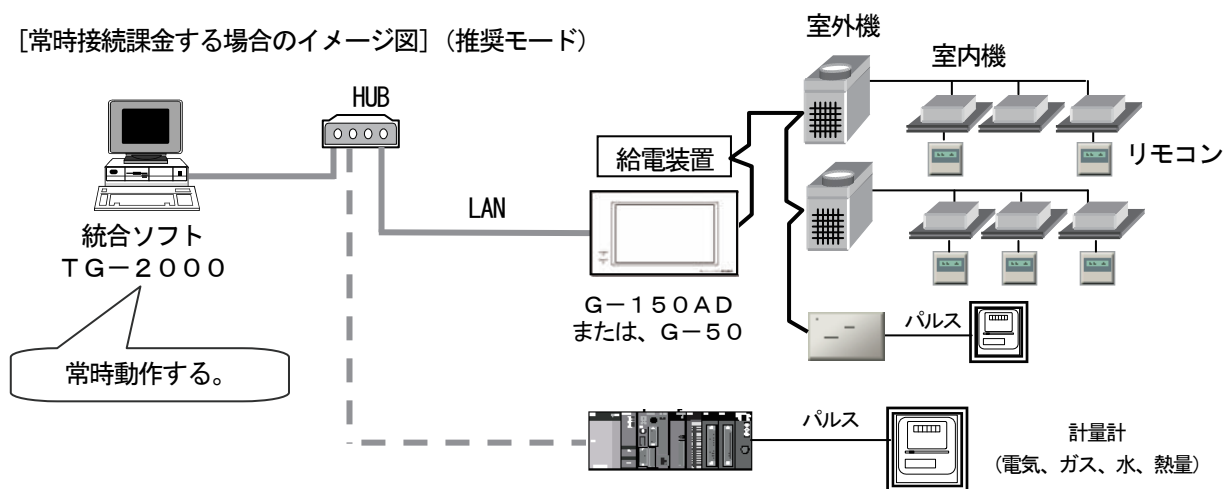 [常時接続課金する場合のイメージ図］(推奨モード）
室外機
室内機
HUB
給電装置
リモコン
LAN
統合ソフト
ＴＧ－２０００
Ｇ－１５０ＡＤ
または、Ｇ－５０
パルス
常時動作する。
パルス
計量計
（電気、ガス、水、熱量）